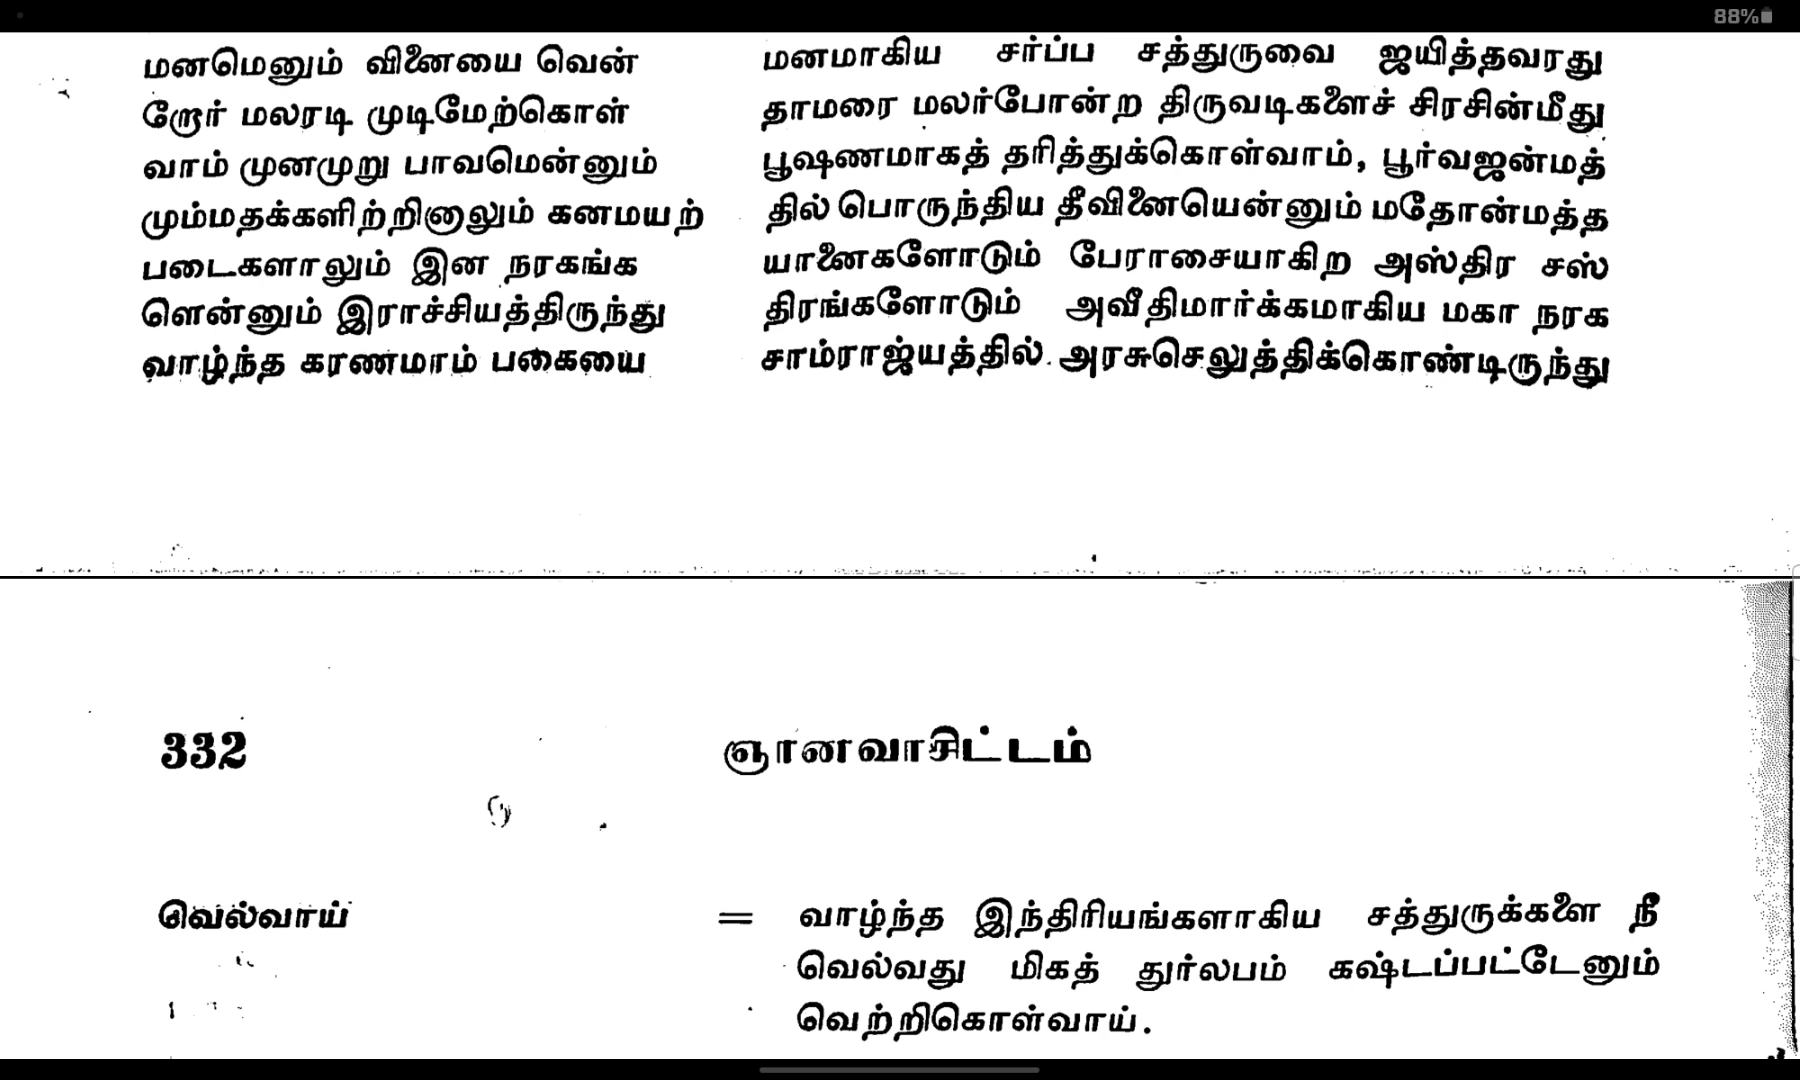 88%
மனமெனும் வினையை வென்
றோர் மலரடி முடிமேற்கொள்
வாம் முனமுறு பாவமென்னும்
மும்மதக்களிற்றினாலும் கனமயற்
படைகளாலும் இன நரகங்க
ளென்னும் இராச்சியத்திருந்து
வாழ்ந்த கரணமாம் பகையை
மனமாகிய சர்ப்ப சத்துருவை ஜயித்தவரது
தாமரை மலர்போன்ற திருவடிகளைச் சிரசின்மீது
பூஷணமாகத் தரித்துக்கொள்வாம், பூர்வஜன்மத்
தில் பொருந்திய தீவினையென்னும் மதோன்மத்த
யானைகளோடும் பேராசையாகிற அஸ்திர சஸ்
திரங்களோடும் அவீதிமார்க்கமாகிய மகா நரக
சாம்ராஜ்யத்தில் அரசுசெலுத்திக்கொண்டிருந்து
332 ஞானவாசிட்டம்
வெல்வாய் = வாழ்ந்த இந்திரியங்களாகிய சத்துருக்களை நீ
வெல்வது மிகத் துர்லபம் கஷ்டப்பட்டேனும்
வெற்றிகொள்வாய்.